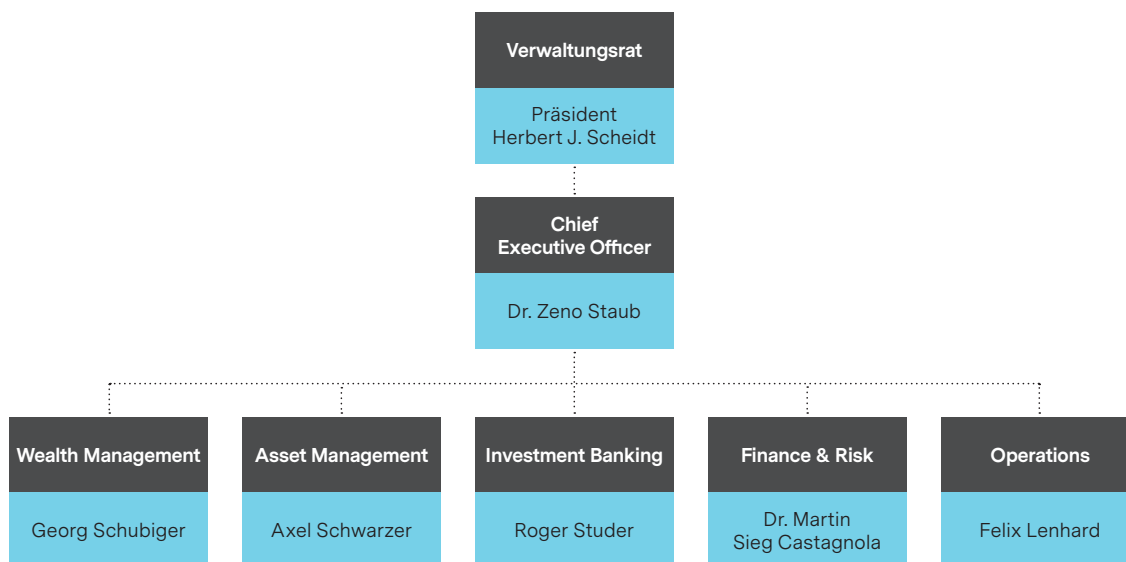 Verwaltungsrat
Präsident
Herbert J. Scheidt
Chief
Executive Officer
Dr. Zeno Staub
Wealth Management
Georg Schubiger
Asset Management
Axel Schwarzer
Investment Banking
Roger Studer
Finance & Risk
Dr. Martin
Sieg Castagnola
Operations
Felix Lenhard